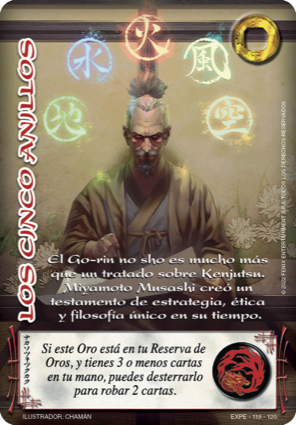 火
水
風
地
空
LOS CINCO ANILLOS
El Go-rin no sho es mucho más
que un tratado sobre Kenjutsu.
Miyamoto Musashi creó un
testamento de estrategia, ética
y filosofía único en su tiempo.
Si este Oro está en tu Reserva de
Oros, y tienes 3 o menos cartas
en tu mano, puedes desterrarlo
para robar 2 cartas.
ILUSTRADOR: CHAMÁN
EXPE - 119 - 120